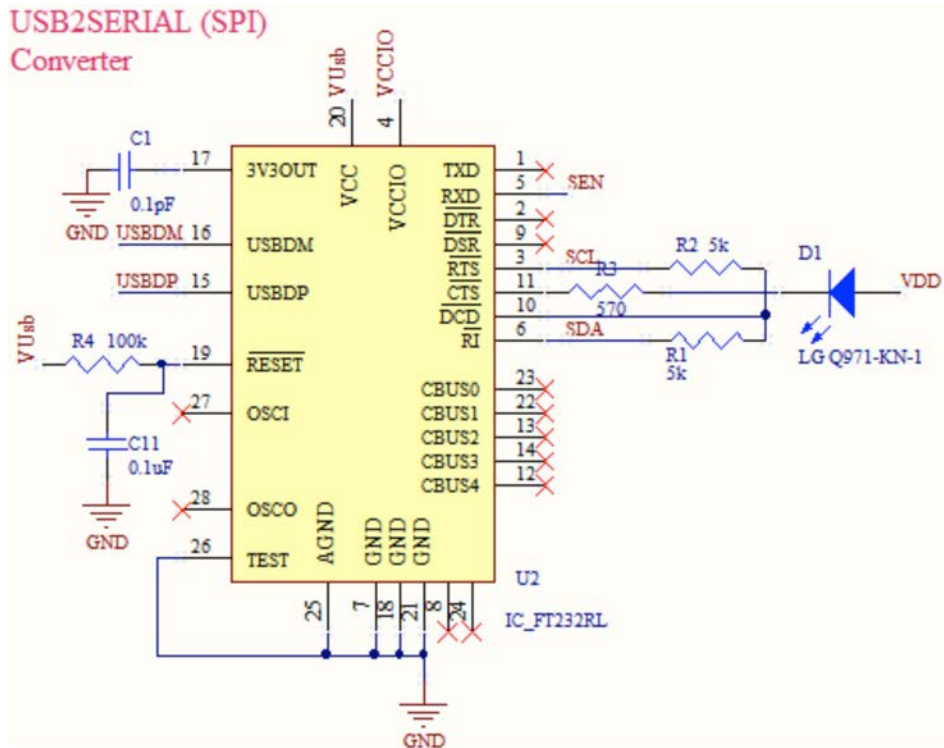 USB2SERIAL (SPI)
Converter
VUsb
VCCIO
20
4
C1
0.1pF
GND
17
3V3OUT
VCC
VCCIO
TXD
1
RXD
5
SEN
DTR
2
DSR
9
USBDM
16
USBDM
RTS
3
SCL
R2 5k
D1
USBDP
15
USBDP
CTS
11
R3
570
VDD
DCD
10
LG Q971-KN-1
RI
6
SDA
R1
5k
VUsb
R4 100k
19
RESET
CBUS0
23
27
OSCI
CBUS1
22
CBUS2
13
C11
0.1uF
CBUS3
14
CBUS4
12
GND
28
OSCO
26
TEST
AGND
GND
GND
GND
25
7
18
21
8
24
U2
IC_FT232RL
GND